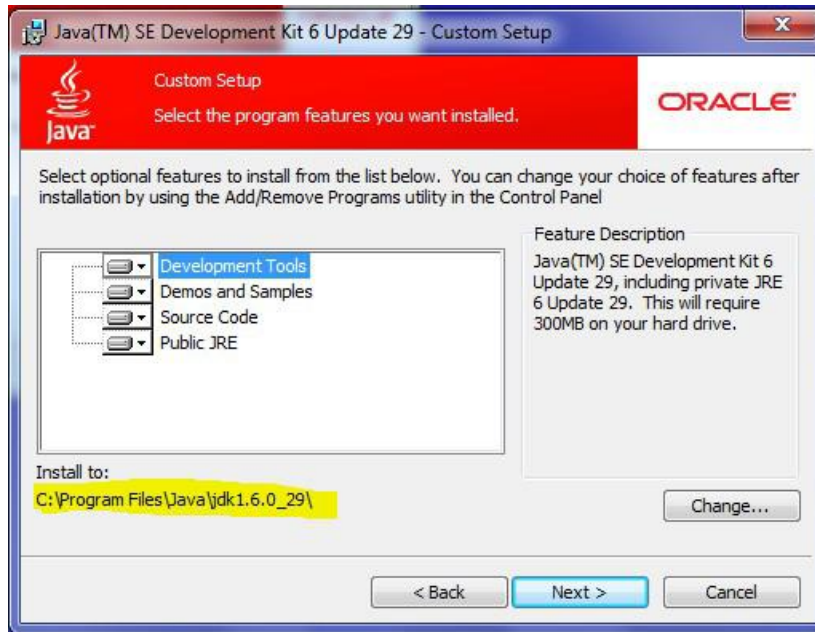 Java(TM) SE Development Kit 6 Update 29 - Custom Setup
Java™
Custom Setup
Select the program features you want installed.
ORACLE®
Select optional features to install from the list below. You can change your choice of features after
installation by using the Add/Remove Programs utility in the Control Panel
Development Tools
Demos and Samples
Source Code
Public JRE
Feature Description
Java(TM) SE Development Kit 6
Update 29, including private JRE
6 Update 29. This will require
300MB on your hard drive.
Install to:
C:\Program Files\Java\jdk1.6.0_29\
Change...
< Back
Next >
Cancel